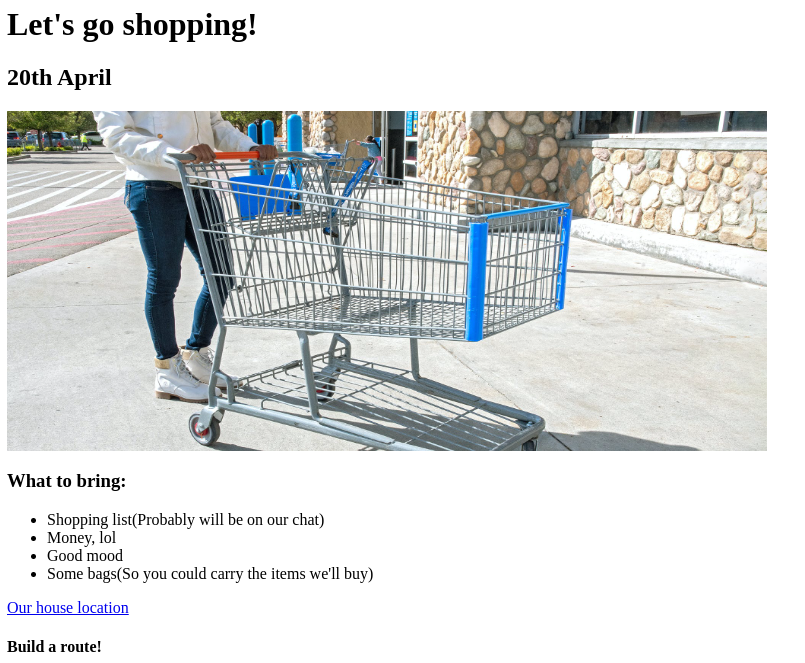 Let's go shopping!
20th April
What to bring:
Shopping list(Probably will be on our chat)
Money, lol
Good mood
Some bags(So you could carry the items we'll buy)
Our house location
Build a route!